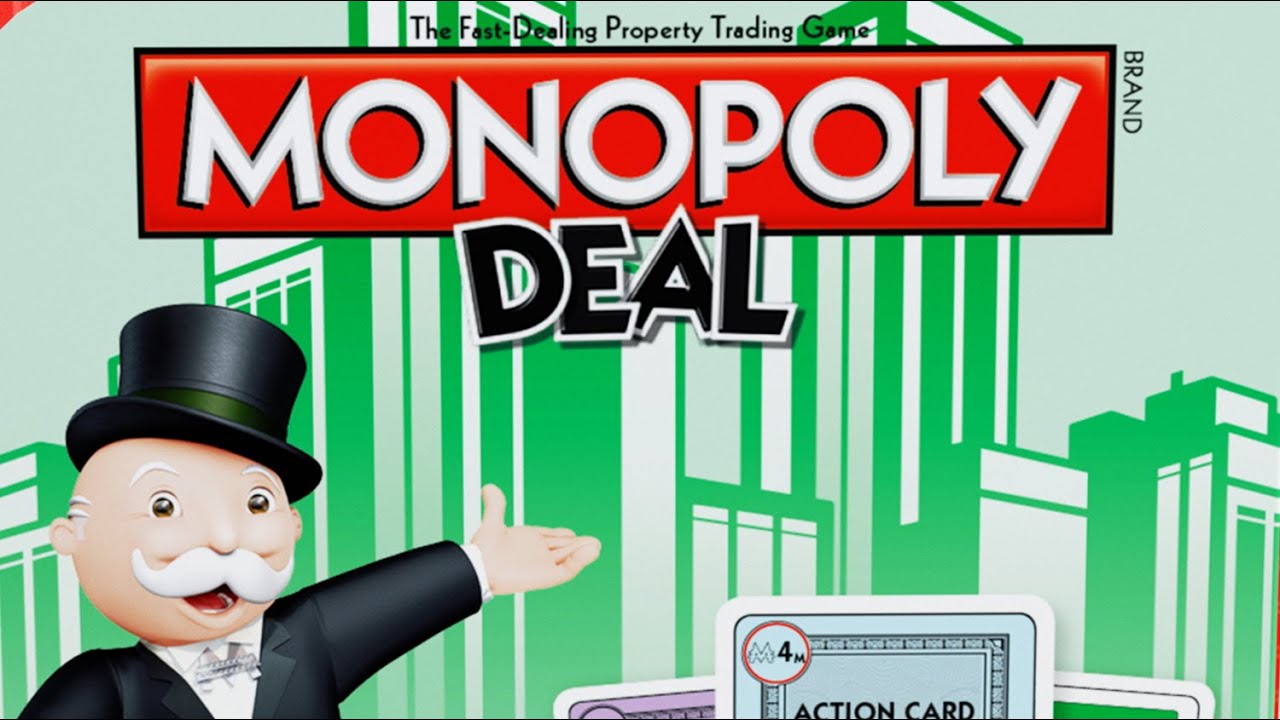 The Fast-Dealing Property Trading Game
MONOPOLY
BRAND
DEAL
4M
ACTION CARD